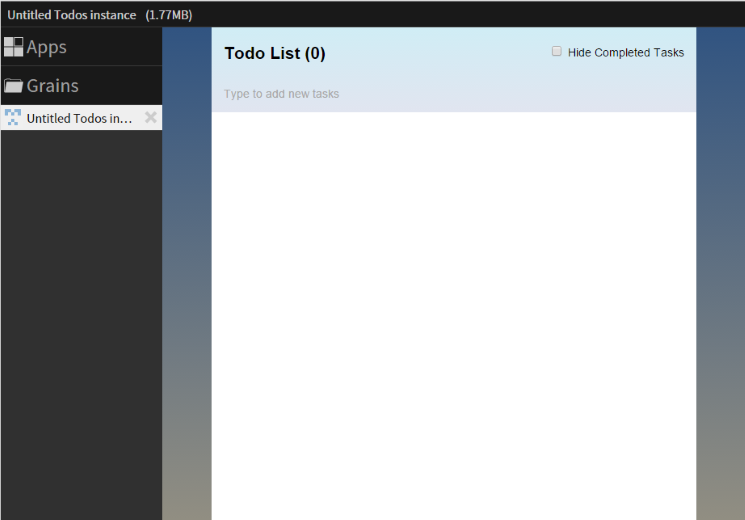 Untitled Todos instance (1.77MB)
Apps
Grains
Untitled Todos in...
Todo List (0)
Hide Completed Tasks
Type to add new tasks